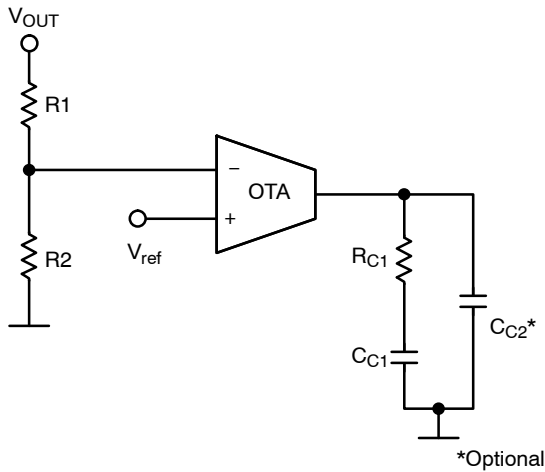 VOUT
R1
−
OTA
+
Vref
R2
RC1
CC2*
CC1
*Optional